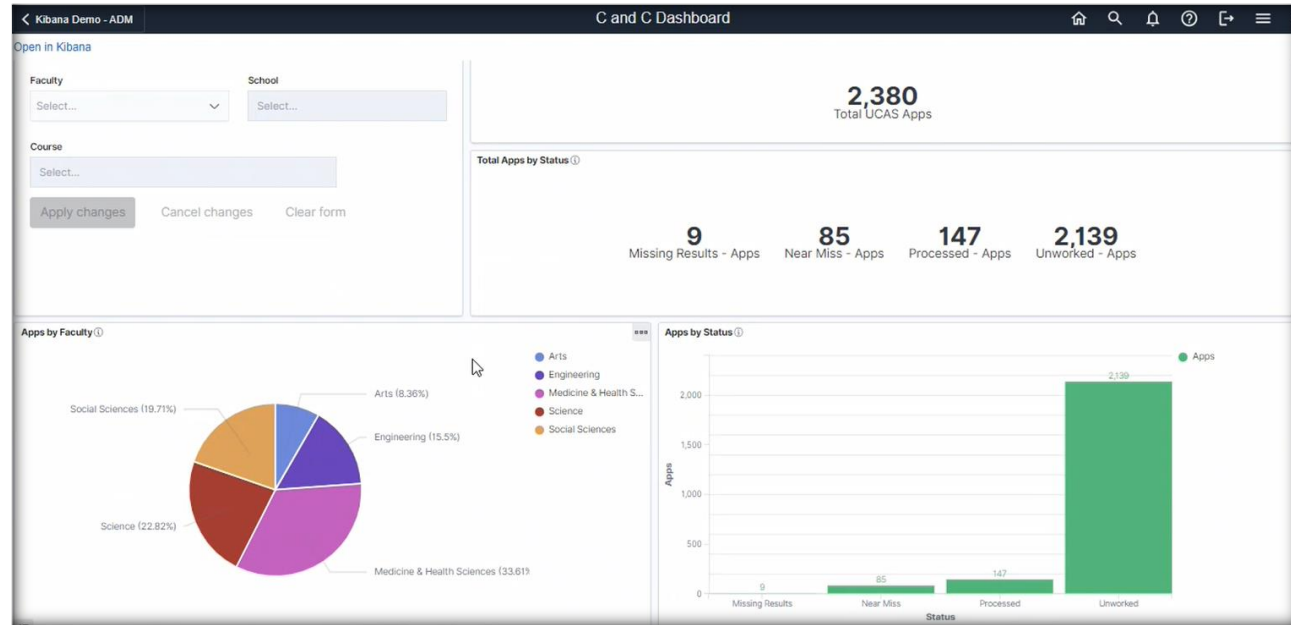 Kibana Demo - ADM
C and C Dashboard
Open in Kibana
Faculty
School
Select...
Select...
Course
Select...
Apply changes
Cancel changes
Clear form
2,380
Total UCAS Apps
Total Apps by Status
9
Missing Results - Apps
85
Near Miss - Apps
147
Processed - Apps
2,139
Unworked - Apps
Apps by Faculty
Arts
Engineering
Medicine & Health S...
Science
Social Sciences
Arts (8.36%)
Social Sciences (19.71%)
Engineering (15.5%)
Science (22.82%)
Medicine & Health Sciences (33.61%
Apps by Status
Apps
2,139
2,000
1,500
Apps
1,000
500
147
85
9
0
Missing Results
Near Miss
Processed
Unworked
Status